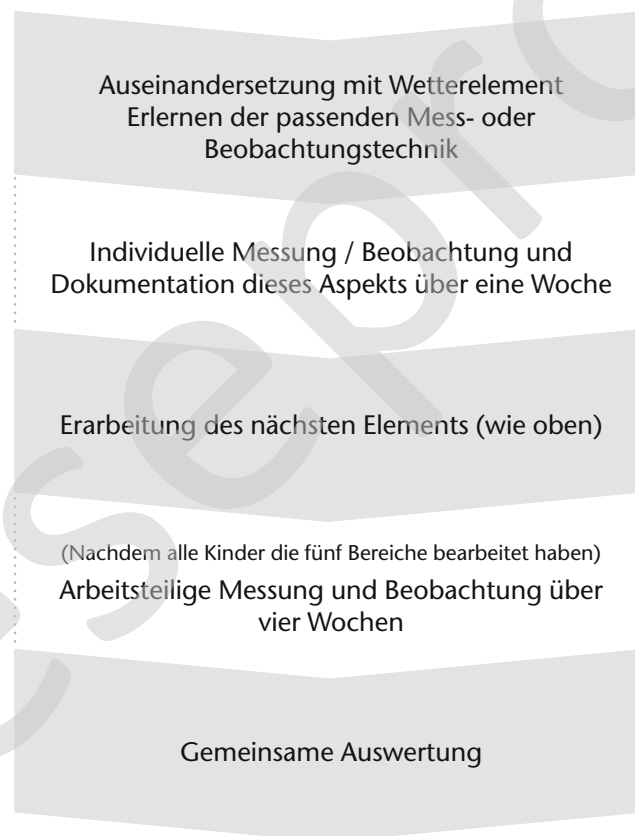 Auseinandersetzung mit Wetterelement
Erlernen der passenden Mess- oder
Beobachtungstechnik
Individuelle Messung / Beobachtung und
Dokumentation dieses Aspekts über eine Woche
Erarbeitung des nächsten Elements (wie oben)
(Nachdem alle Kinder die fünf Bereiche bearbeitet haben)
Arbeitsteilige Messung und Beobachtung über
vier Wochen
Gemeinsame Auswertung